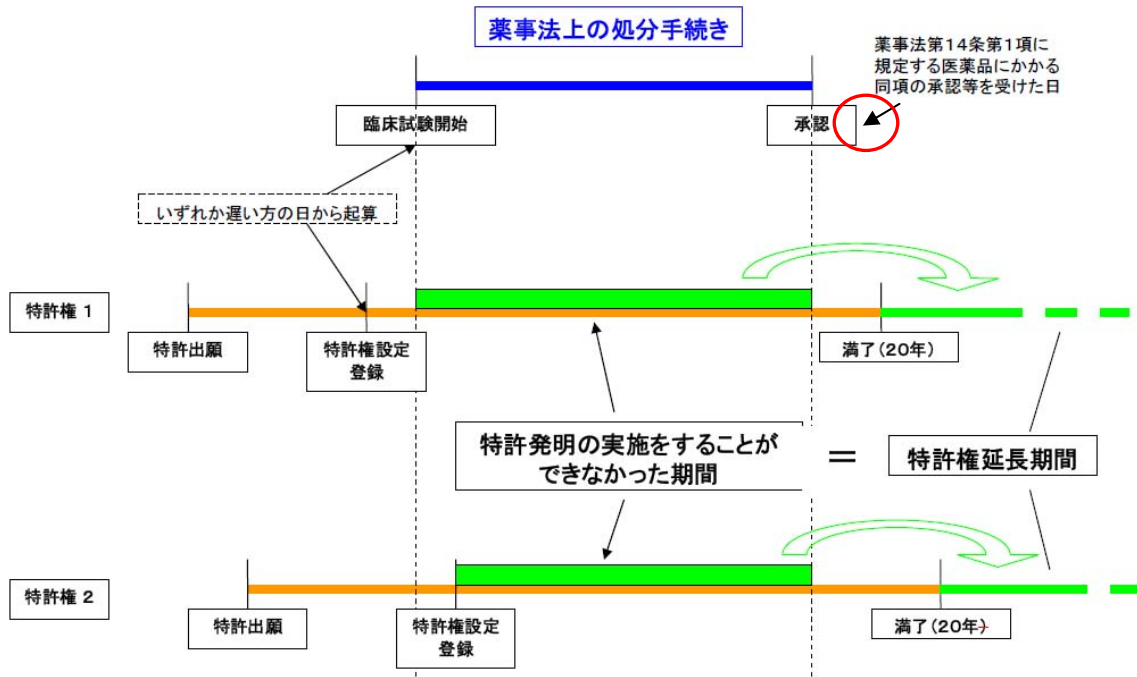 薬事法上の処分手続き
薬事法第14条第1項に
規定する医薬品にかかる
同項の承認等を受けた日
臨床試験開始
承認
いずれか遅い方の日から起算
特許権 1
特許出願
特許権設定
登録
満了(20年)
特許発明の実施をすることが
できなかった期間
＝
特許権延長期間
特許権 2
特許出願
特許権設定
登録
満了(20年)